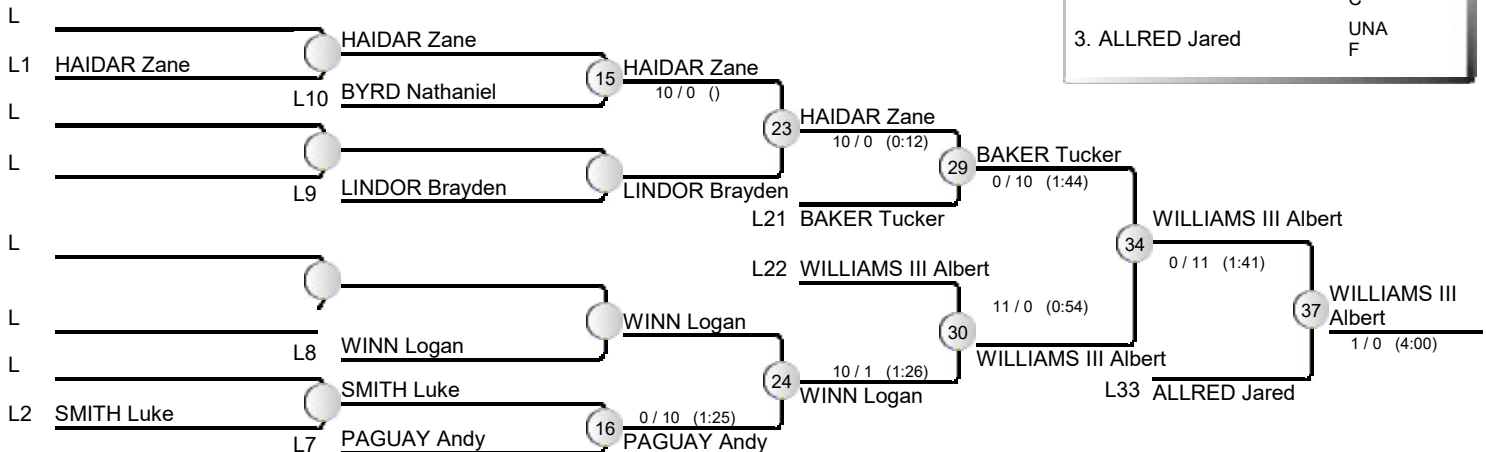 L
C
HAIDAR Zane
UNA
3. ALLRED Jared
F
L1 HAIDAR Zane
15
HAIDAR Zane
10 / 0 ()
L10 BYRD Nathaniel
L
HAIDAR Zane
23
10 / 0 (0:12)
BAKER Tucker
L
29
0 / 10 (1:44)
L9 LINDOR Brayden
LINDOR Brayden
L21 BAKER Tucker
WILLIAMS III Albert
L
34
0 / 11 (1:41)
L22 WILLIAMS III Albert
WILLIAMS III
Albert
37
1 / 0 (4:00)
11 / 0 (0:54)
L
WINN Logan
30
L8 WINN Logan
WILLIAMS III Albert
L
10 / 1 (1:26)
24
WINN Logan
L33 ALLRED Jared
SMITH Luke
L2 SMITH Luke
0 / 10 (1:25)
16
L7 PAGUAY Andy
PAGUAY Andy